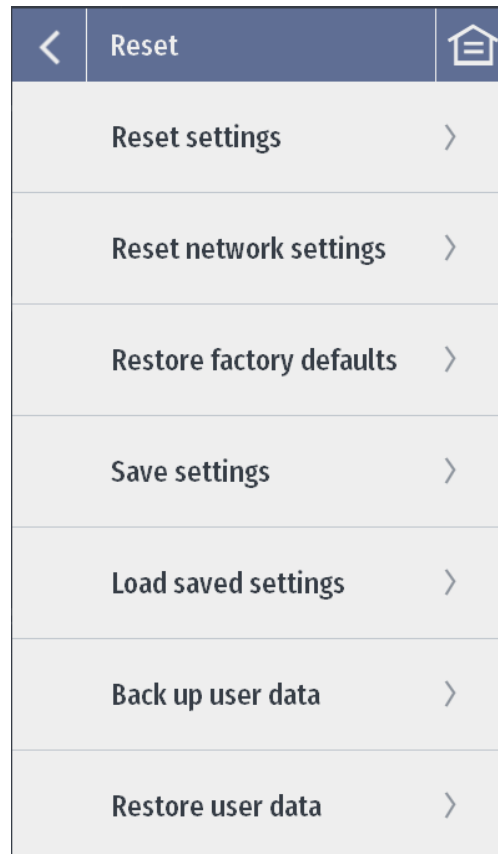 Reset
Reset settings
Reset network settings
Restore factory defaults
Save settings
Load saved settings
Back up user data
Restore user data